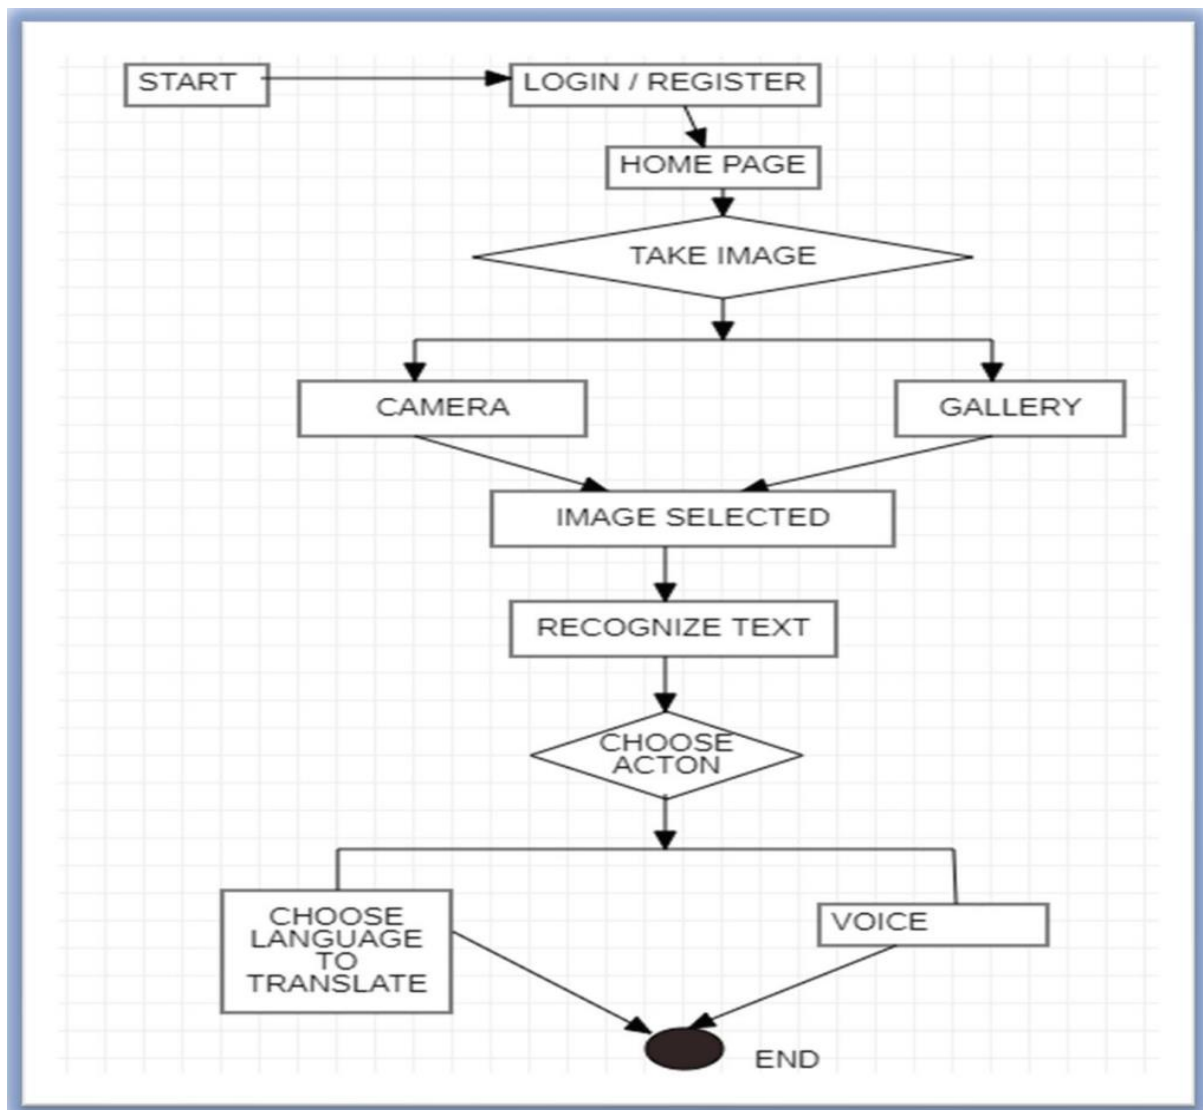 START
LOGIN / REGISTER
HOME PAGE
TAKE IMAGE
CAMERA
GALLERY
IMAGE SELECTED
RECOGNIZE TEXT
CHOOSE
ACTON
CHOOSE
LANGUAGE
TO
TRANSLATE
VOICE
END